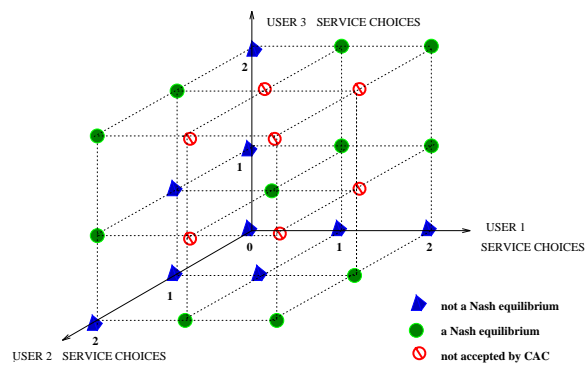 USER 3 SERVICE CHOICES
2
1
0
1
2
USER 1
SERVICE CHOICES
1
2
USER 2 SERVICE CHOICES
not a Nash equilibrium
a Nash equilibrium
not accepted by CAC